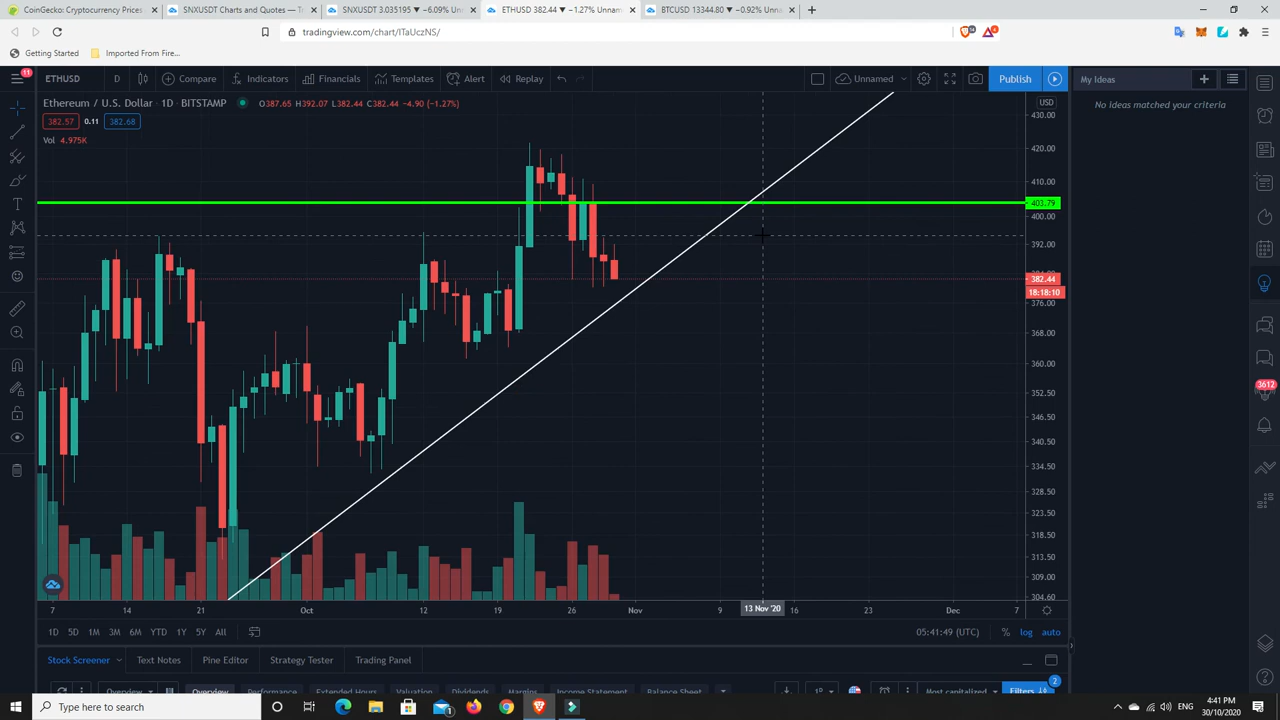 CoinGecko: Cryptocurrency Prices
SNXUSDT Charts and Quotes — T
SNXUSDT 3.035195 ▼ −6.09% Unna
ETHUSD 382.44 ▼ −1.27% Unnam
BTCUSD 13344.80 ▼ −0.92% Unnam
tradingview.com/chart/ITaUczNS/
Getting Started
Imported From Fire...
11
ETHUSD
D
Compare
Indicators
Financials
Templates
Alert
Replay
Unnamed
Publish
My Ideas
No ideas matched your criteria
Ethereum / U.S. Dollar · 1D · BITSTAMP
O387.65 H392.07 L382.44 C382.44 −4.90 (−1.27%)
382.57
0.11
382.68
Vol 4.975K
USD
430.00
420.00
410.00
403.79
400.00
392.00
382.44
18:18:10
376.00
368.00
360.00
352.50
346.50
340.50
334.50
328.50
323.50
318.50
313.50
309.00
304.60
3612
7
14
21
Oct
12
19
26
Nov
9
13 Nov '20
16
23
Dec
7
1D
5D
1M
3M
6M
YTD
1Y
5Y
All
05:41:49 (UTC)
%
log
auto
Stock Screener
Text Notes
Pine Editor
Strategy Tester
Trading Panel
Overview
Overview
Performance
Extended Hours
Valuation
Dividends
Margins
Income Statement
Balance Sheet
1D
Most capitalized
Filters
2
Type here to search
1
4:41 PM
30/10/2020